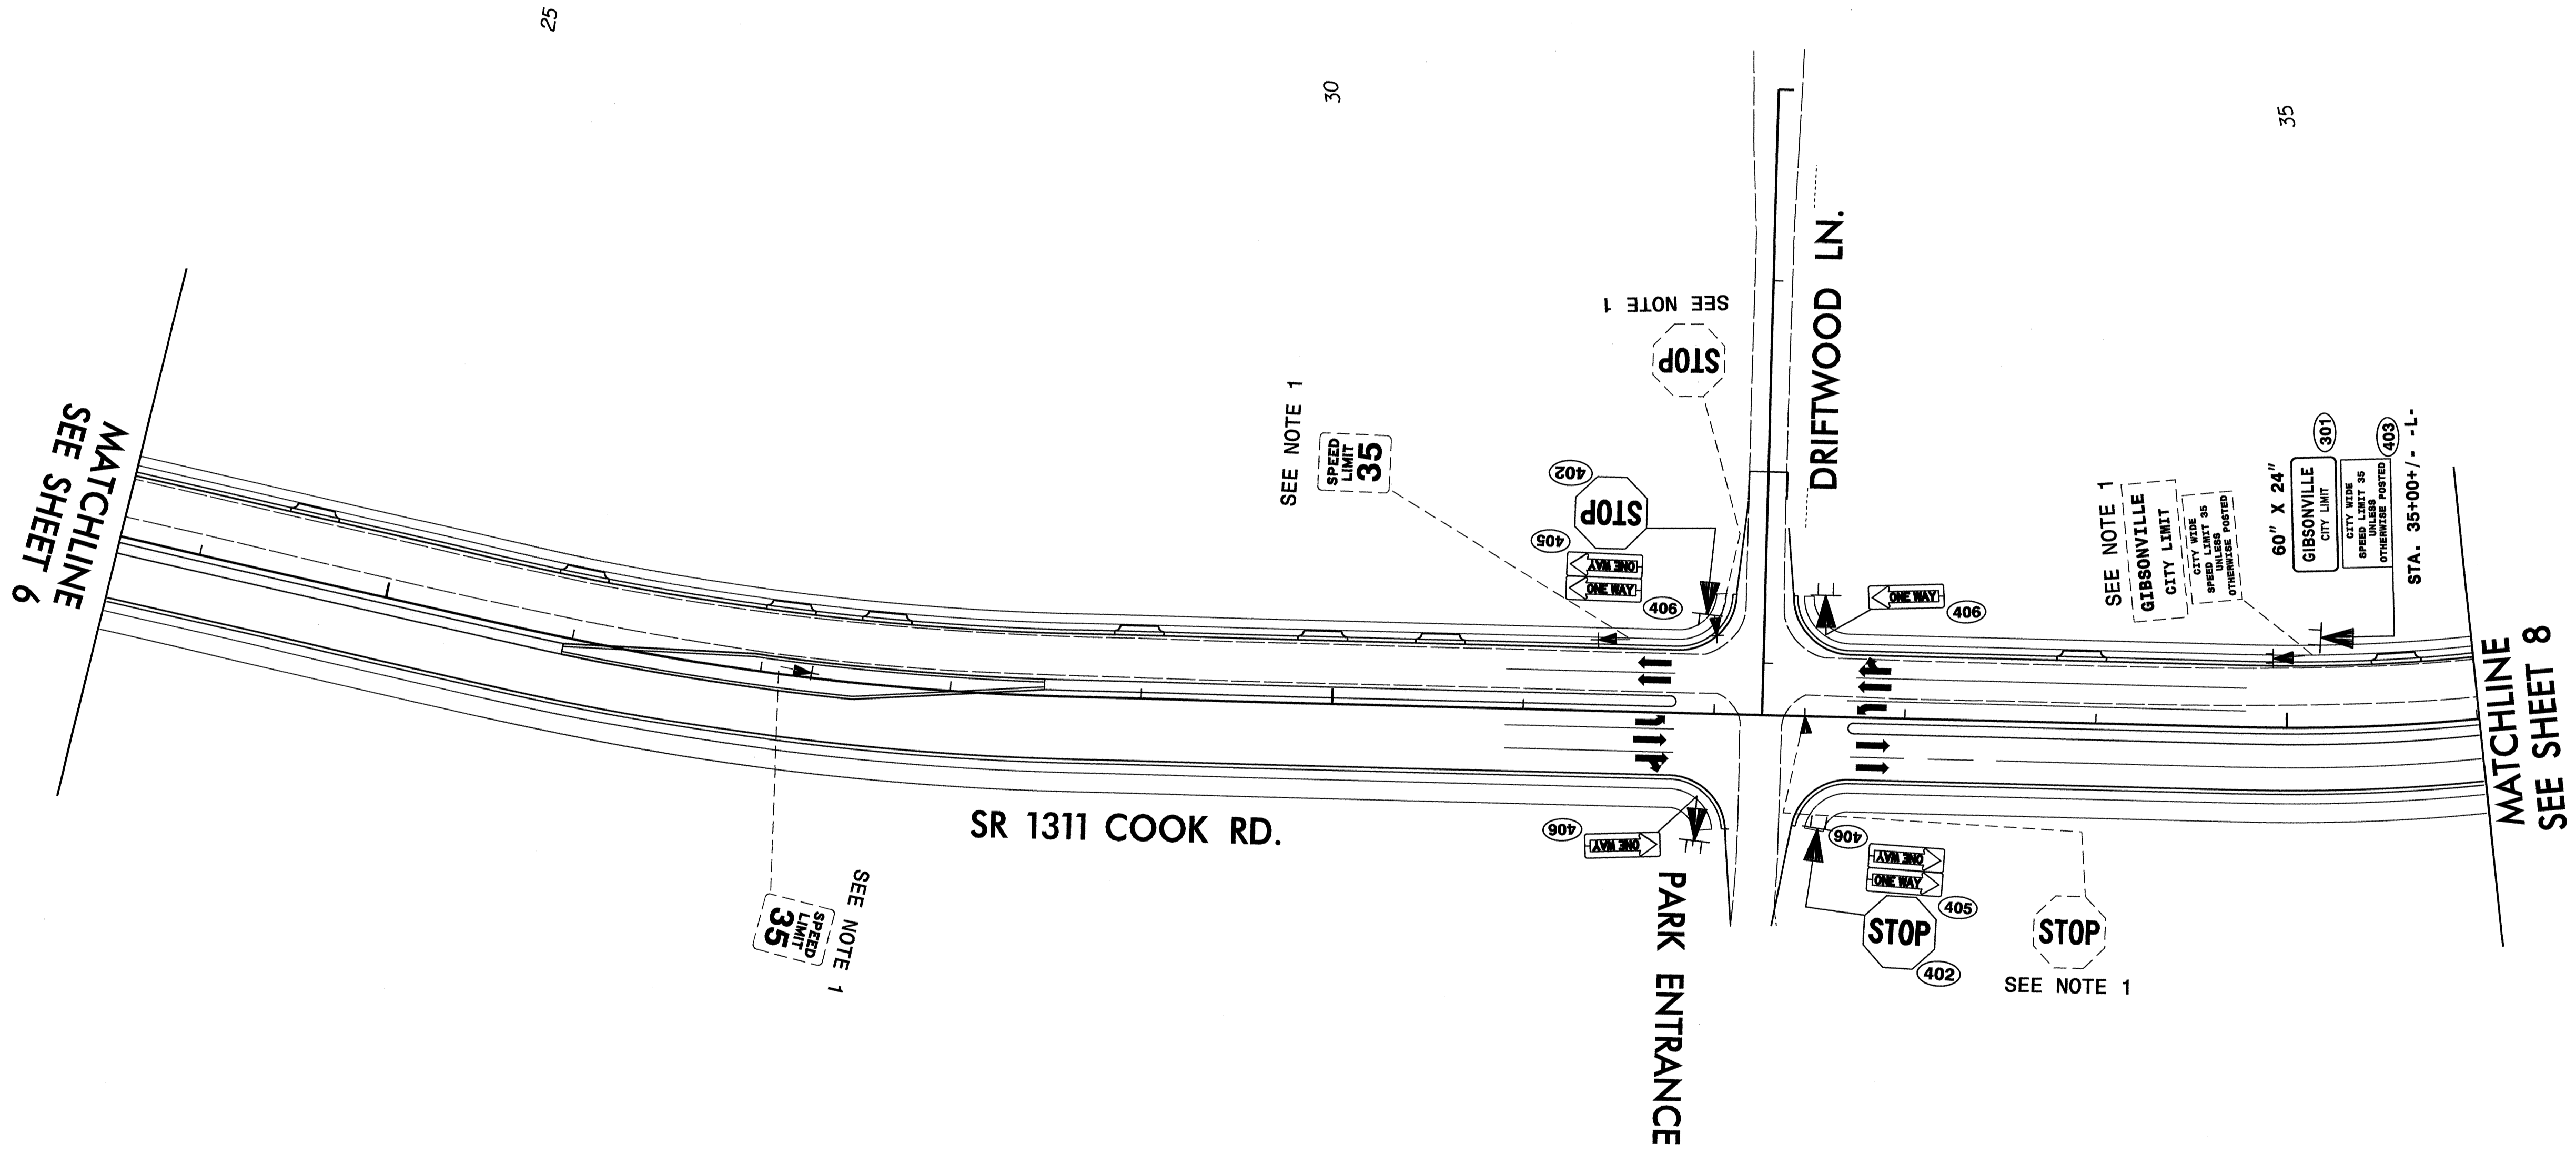 25
30
35
MATCHLINE
SEE SHEET 6
SEE NOTE 1
SPEED
LIMIT
35
SEE NOTE 1
STOP
402
STOP
405
ONE WAY
ONE WAY
406
DRIFTWOOD LN.
ONE WAY
406
SEE NOTE 1
GIBSONVILLE
CITY LIMIT
CITY WIDE
SPEED LIMIT 35
UNLESS
OTHERWISE POSTED
60" X 24"
GIBSONVILLE
CITY LIMIT
301
CITY WIDE
SPEED LIMIT 35
UNLESS
OTHERWISE POSTED
403
STA. 35+00+/- -L-
MATCHLINE
SEE SHEET 8
SR 1311 COOK RD.
SPEED
LIMIT
35
SEE NOTE 1
406
ONE WAY
PARK ENTRANCE
406
ONE WAY
ONE WAY
405
STOP
402
STOP
SEE NOTE 1